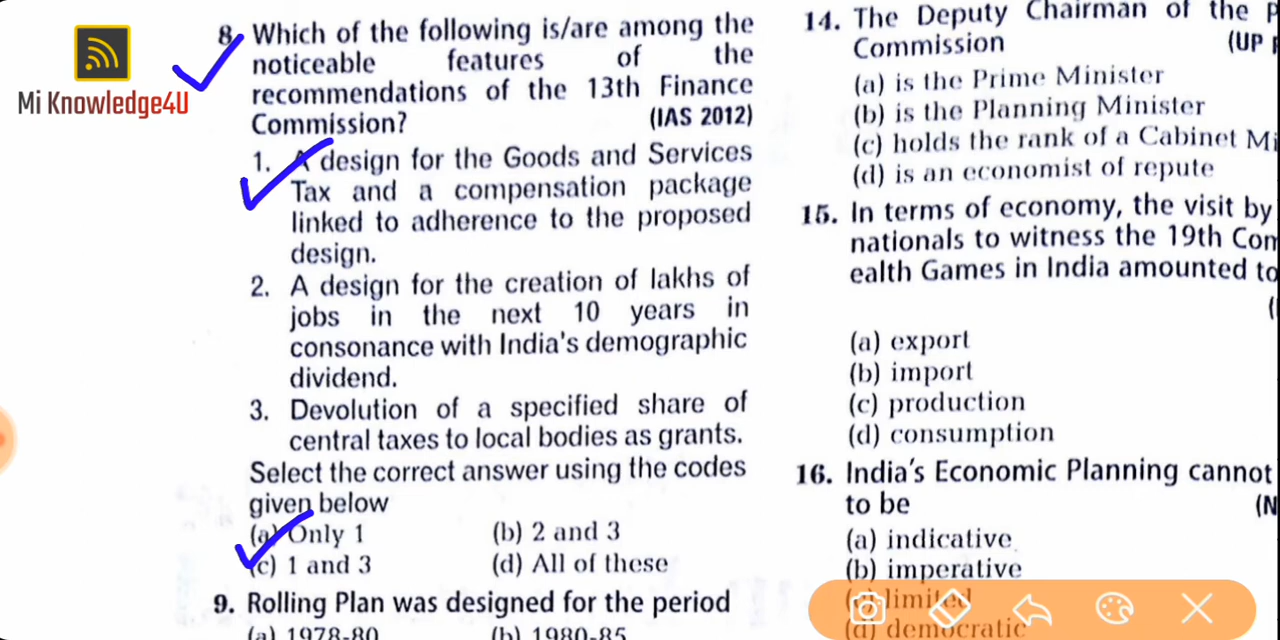 Mi Knowledge4U
8. Which of the following is/are among the
noticeable features of the
recommendations of the 13th Finance
Commission? (IAS 2012)
1. A design for the Goods and Services
Tax and a compensation package
linked to adherence to the proposed
design.
2. A design for the creation of lakhs of
jobs in the next 10 years in
consonance with India's demographic
dividend.
3. Devolution of a specified share of
central taxes to local bodies as grants.
Select the correct answer using the codes
given below
(a) Only 1 (b) 2 and 3
(c) 1 and 3 (d) All of these
9. Rolling Plan was designed for the period
(a) 1978-80 (b) 1980-85
14. The Deputy Chairman of the
Commission (UP
(a) is the Prime Minister
(b) is the Planning Minister
(c) holds the rank of a Cabinet
(d) is an economist of repute
15. In terms of economy, the visit by
nationals to witness the 19th
ealth Games in India amounted to
(a) export
(b) import
(c) production
(d) consumption
16. India's Economic Planning cannot
to be
(a) indicative
(b) imperative
(c) limited
(d) democratic